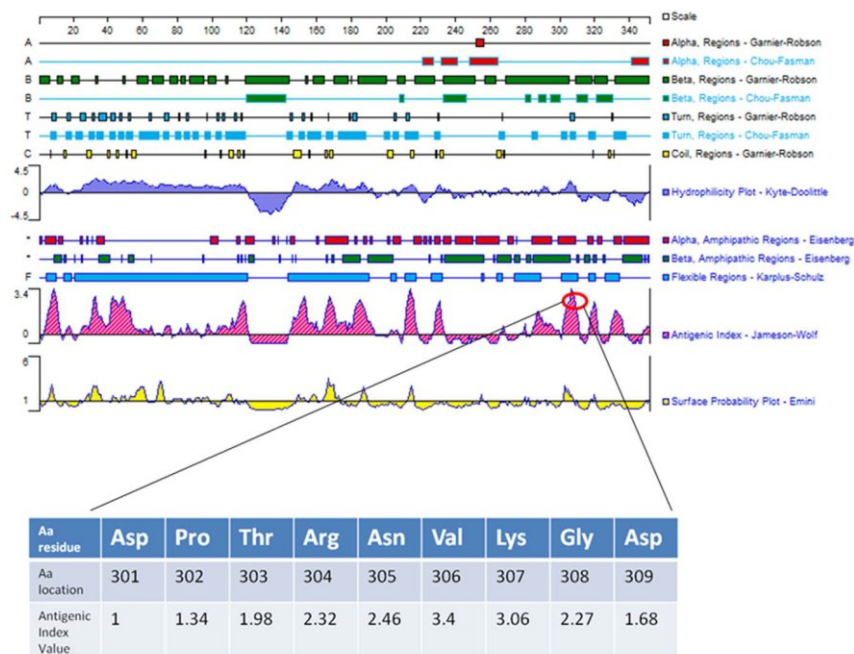 20 40 60 80 100 120 140 160 180 200 220 240 260 280 300 320 340
Scale
A Alpha, Regions - Garnier-Robson
A Alpha, Regions - Chou-Fasman
B Beta, Regions - Garnier-Robson
B Beta, Regions - Chou-Fasman
T Turn, Regions - Garnier-Robson
T Turn, Regions - Chou-Fasman
C Coil, Regions - Garnier-Robson
4.5
0 Hydrophilicity Plot - Kyte-Doolittle
-4.5
* Alpha, Amphipathic Regions - Eisenberg
* Beta, Amphipathic Regions - Eisenberg
F Flexible Regions - Karplus-Schulz
3.4
0 Antigenic Index - Jameson-Wolf
6
1 Surface Probability Plot - Emini
Aa residue Asp Pro Thr Arg Asn Val Lys Gly Asp
Aa location 301 302 303 304 305 306 307 308 309
Antigenic Index Value 1 1.34 1.98 2.32 2.46 3.4 3.06 2.27 1.68